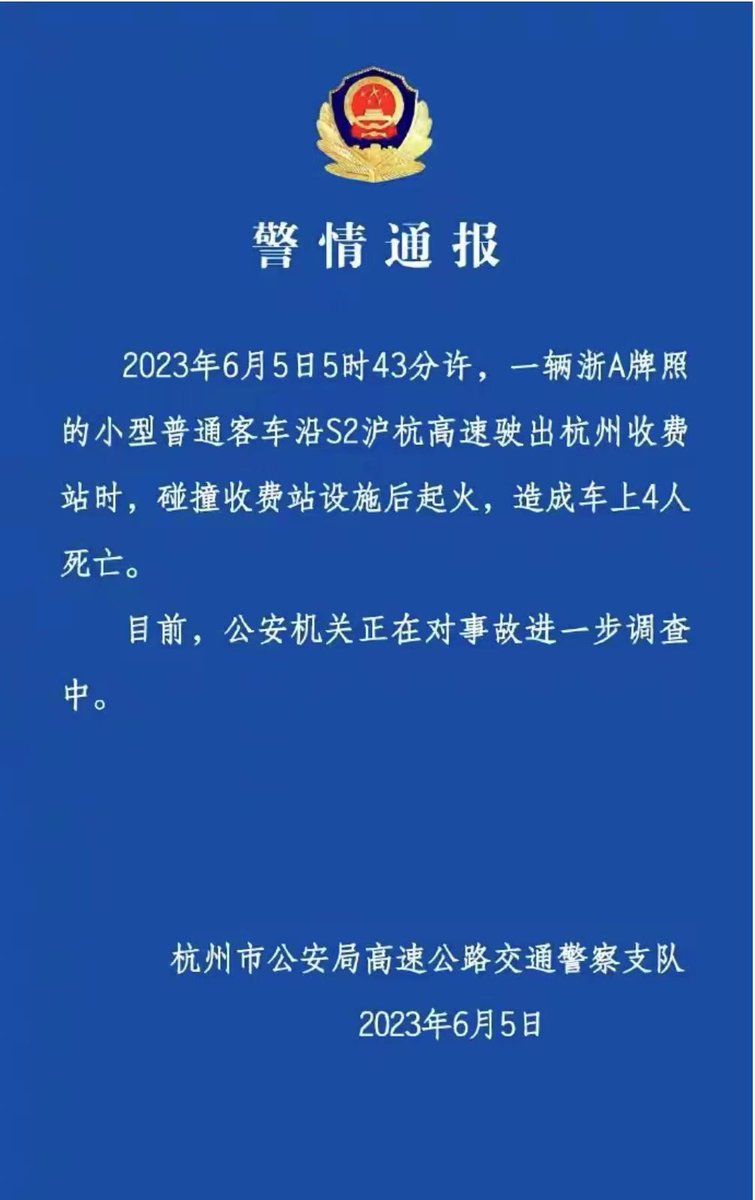 警情通报
2023年6月5日5时43分许，一辆浙A牌照
的小型普通客车沿S2沪杭高速驶出杭州收费
站时，碰撞收费站设施后起火，造成车上4人
死亡。
目前，公安机关正在对事故进一步调查
中。
杭州市公安局高速公路交通警察支队
2023年6月5日